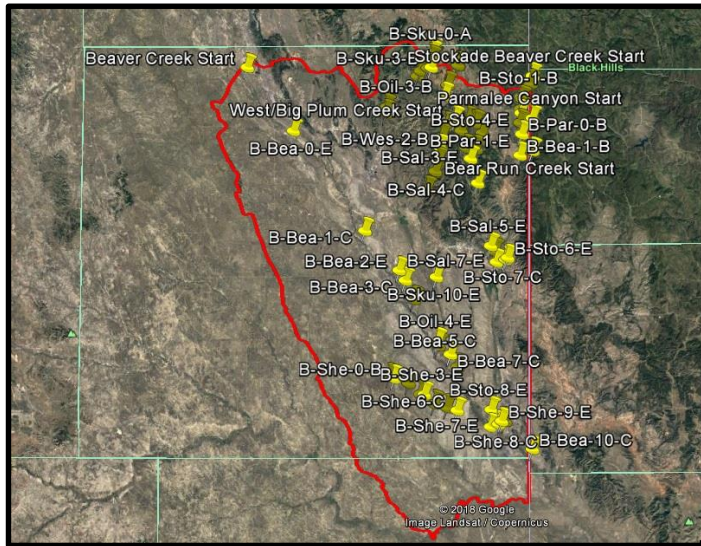 B-Sku-0-A
Beaver Creek Start
B-Sku-3-E
Stockade Beaver Creek Start
Black Hills
B-Oil-3-B
B-Sto-1-B
West/Big Plum Creek Start
Parmalee Canyon Start
B-Sto-4-E
B-Par-0-B
B-Bea-0-E
B-Wes-2-B
B-Par-1-E
B-Bea-1-B
B-Sal-3-E
Bear Run Creek Start
B-Sal-4-C
B-Bea-1-C
B-Sal-5-E
B-Sto-6-E
B-Bea-2-E
B-Sal-7-E
B-Sto-7-C
B-Bea-3-C
B-Sku-10-E
B-Oil-4-E
B-Bea-5-C
B-Bea-7-C
B-She-0-B
B-She-3-E
B-Sto-8-E
B-She-6-C
B-She-9-E
B-She-7-E
B-She-8-C
B-Bea-10-C
© 2018 Google
Image Landsat / Copernicus